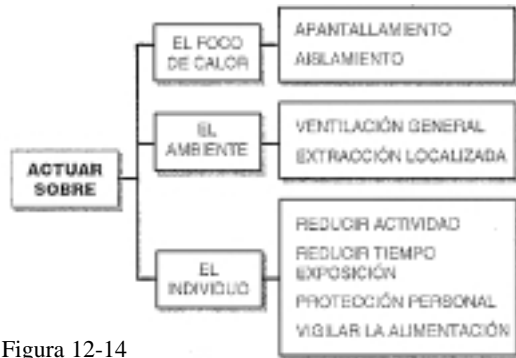 ACTUAR
SOBRE
EL FOCO
DE CALOR
APANTALLAMIENTO
AISLAMIENTO
EL
AMBIENTE
VENTILACIÓN GENERAL
EXTRACCIÓN LOCALIZADA
EL
INDIVIDUO
REDUCIR ACTIVIDAD
REDUCIR TIEMPO
EXPOSICIÓN
PROTECCIÓN PERSONAL
VIGILAR LA ALIMENTACIÓN
Figura 12-14